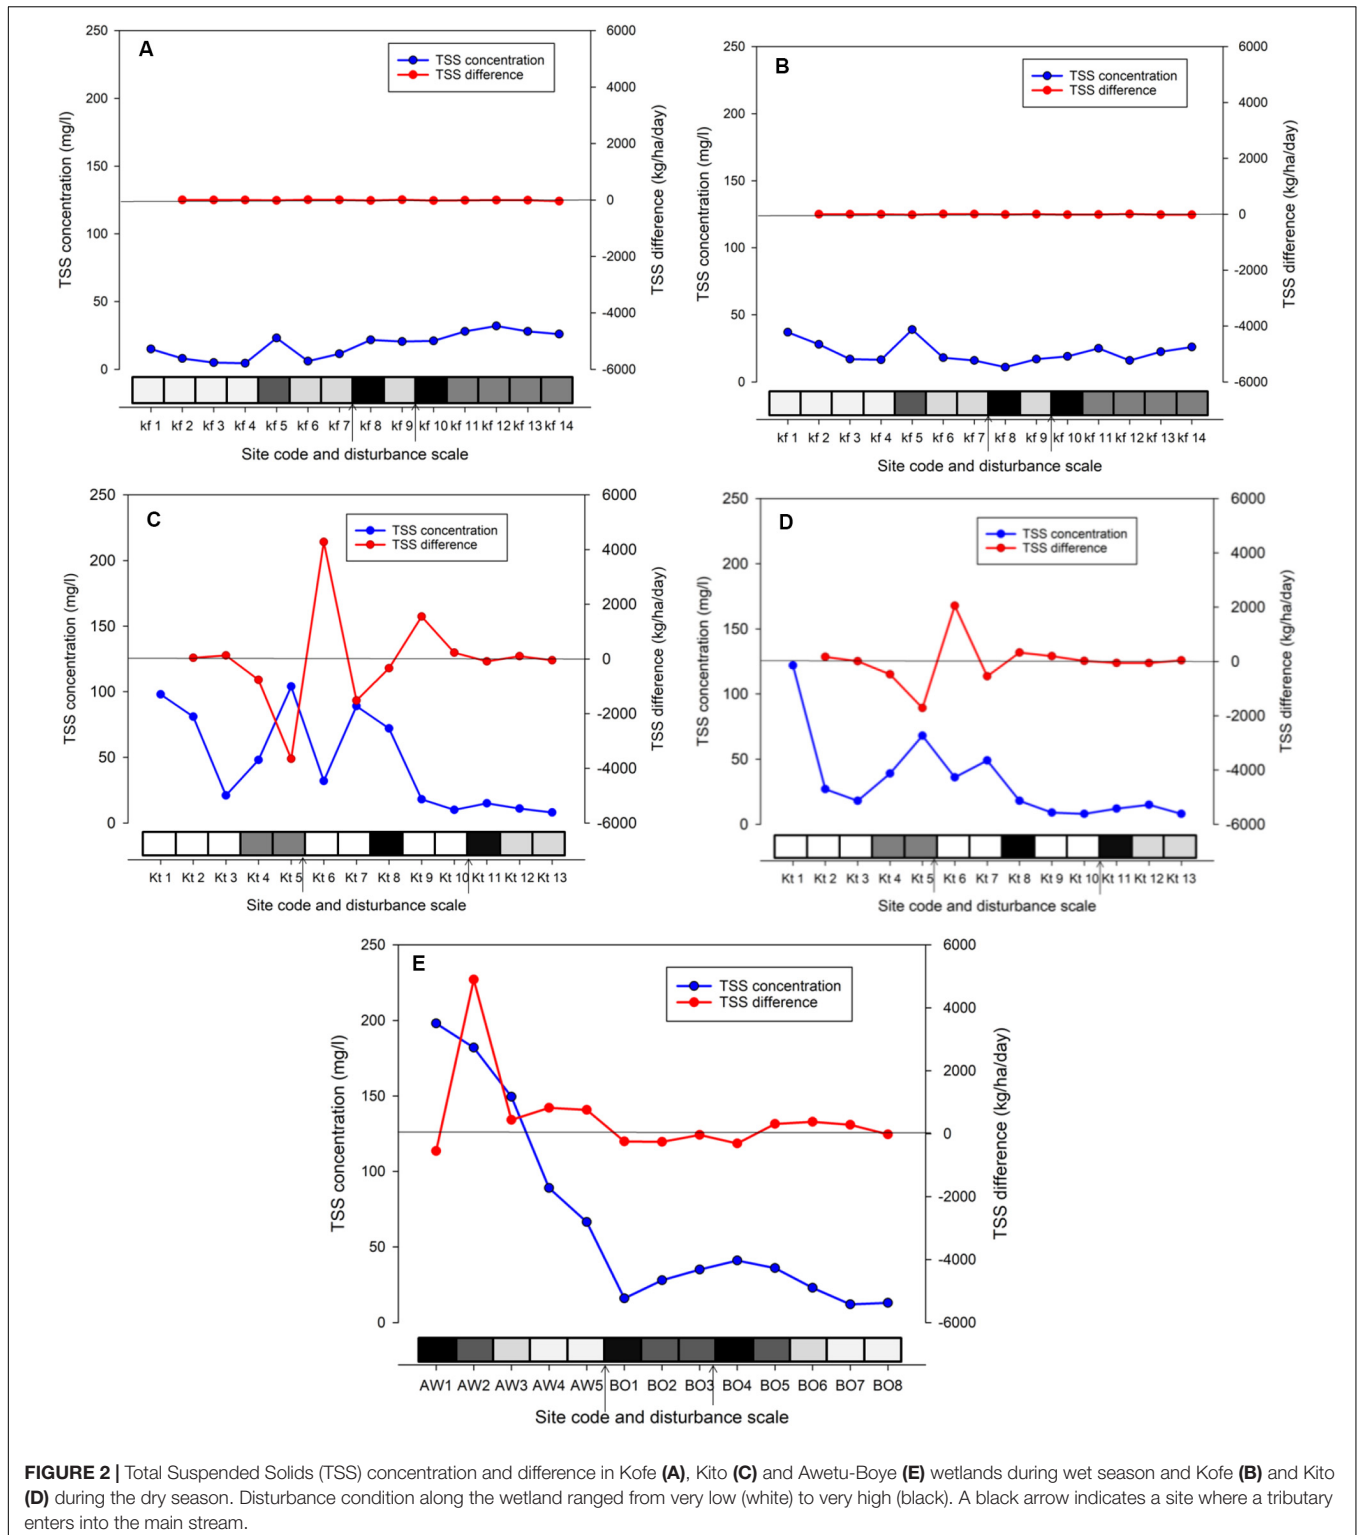 A
TSS concentration
TSS difference
TSS concentration (mg/l)
250
200
150
100
50
0
TSS difference (kg/ha/day)
6000
4000
2000
0
-2000
-4000
-6000
kf 1 kf 2 kf 3 kf 4 kf 5 kf 6 kf 7 kf 8 kf 9 kf 10 kf 11 kf 12 kf 13 kf 14
Site code and disturbance scale
B
TSS concentration
TSS difference
TSS concentration (mg/l)
250
200
150
100
50
0
TSS difference (kg/ha/day)
6000
4000
2000
0
-2000
-4000
-6000
kf 1 kf 2 kf 3 kf 4 kf 5 kf 6 kf 7 kf 8 kf 9 kf 10 kf 11 kf 12 kf 13 kf 14
Site code and disturbance scale
C
TSS concentration
TSS difference
TSS concentration (mg/l)
250
200
150
100
50
0
TSS difference (kg/ha/day)
6000
4000
2000
0
-2000
-4000
-6000
Kt 1 Kt 2 Kt 3 Kt 4 Kt 5 Kt 6 Kt 7 Kt 8 Kt 9 Kt 10 Kt 11 Kt 12 Kt 13
Site code and disturbance scale
D
TSS concentration
TSS difference
TSS concentration (mg/l)
250
200
150
100
50
0
TSS difference (kg/ha/day)
6000
4000
2000
0
-2000
-4000
-6000
Kt 1 Kt 2 Kt 3 Kt 4 Kt 5 Kt 6 Kt 7 Kt 8 Kt 9 Kt 10 Kt 11 Kt 12 Kt 13
Site code and disturbance scale
E
TSS concentration
TSS difference
TSS concentration (mg/l)
250
200
150
100
50
0
TSS difference (kg/ha/day)
6000
4000
2000
0
-2000
-4000
-6000
AW1 AW2 AW3 AW4 AW5 BO1 BO2 BO3 BO4 BO5 BO6 BO7 BO8
Site code and disturbance scale
FIGURE 2 | Total Suspended Solids (TSS) concentration and difference in Kofe (A), Kito (C) and Awetu-Boye (E) wetlands during wet season and Kofe (B) and Kito
(D) during the dry season. Disturbance condition along the wetland ranged from very low (white) to very high (black). A black arrow indicates a site where a tributary
enters into the main stream.